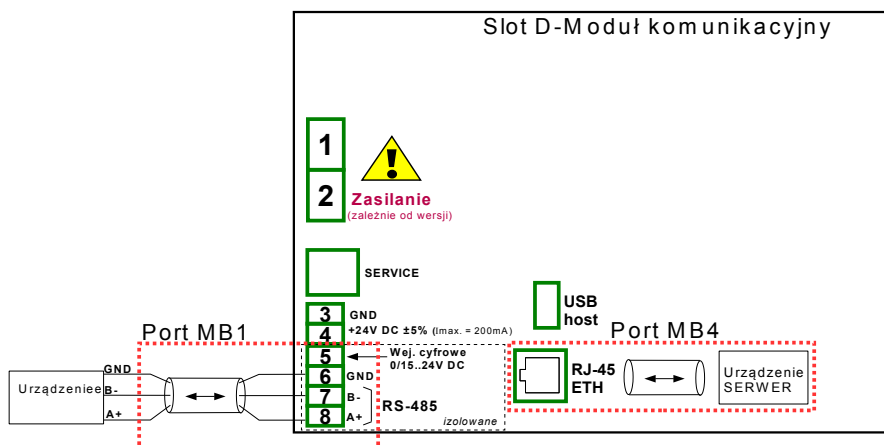 Slot D-Moduł komunikacyjny
1
2
Zasilanie
(zależnie od wersji)
SERVICE
USB
host
3 GND
4 +24V DC ±5% (Imax. = 200mA)
Port MB1
Port MB4
5 Wej. cyfrowe
0/15..24V DC
6 GND
7 B-
8 A+
RS-485
izolowane
GND
Urządzeniee B-
A+
RJ-45
ETH
Urządzenie
SERWER